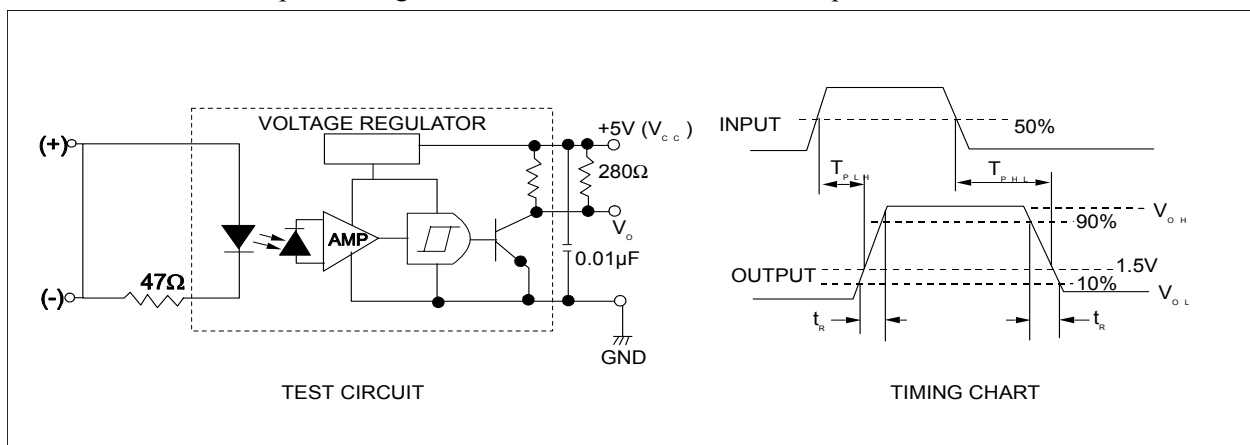 VOLTAGE REGULATOR
(+)
+5V (Vcc)
280Ω
Vo
AMP
0.01µF
47Ω
(-)
GND
TEST CIRCUIT
INPUT
50%
TPLH
TPHL
VOH
90%
OUTPUT
1.5V
10%
VOL
tR
tR
TIMING CHART